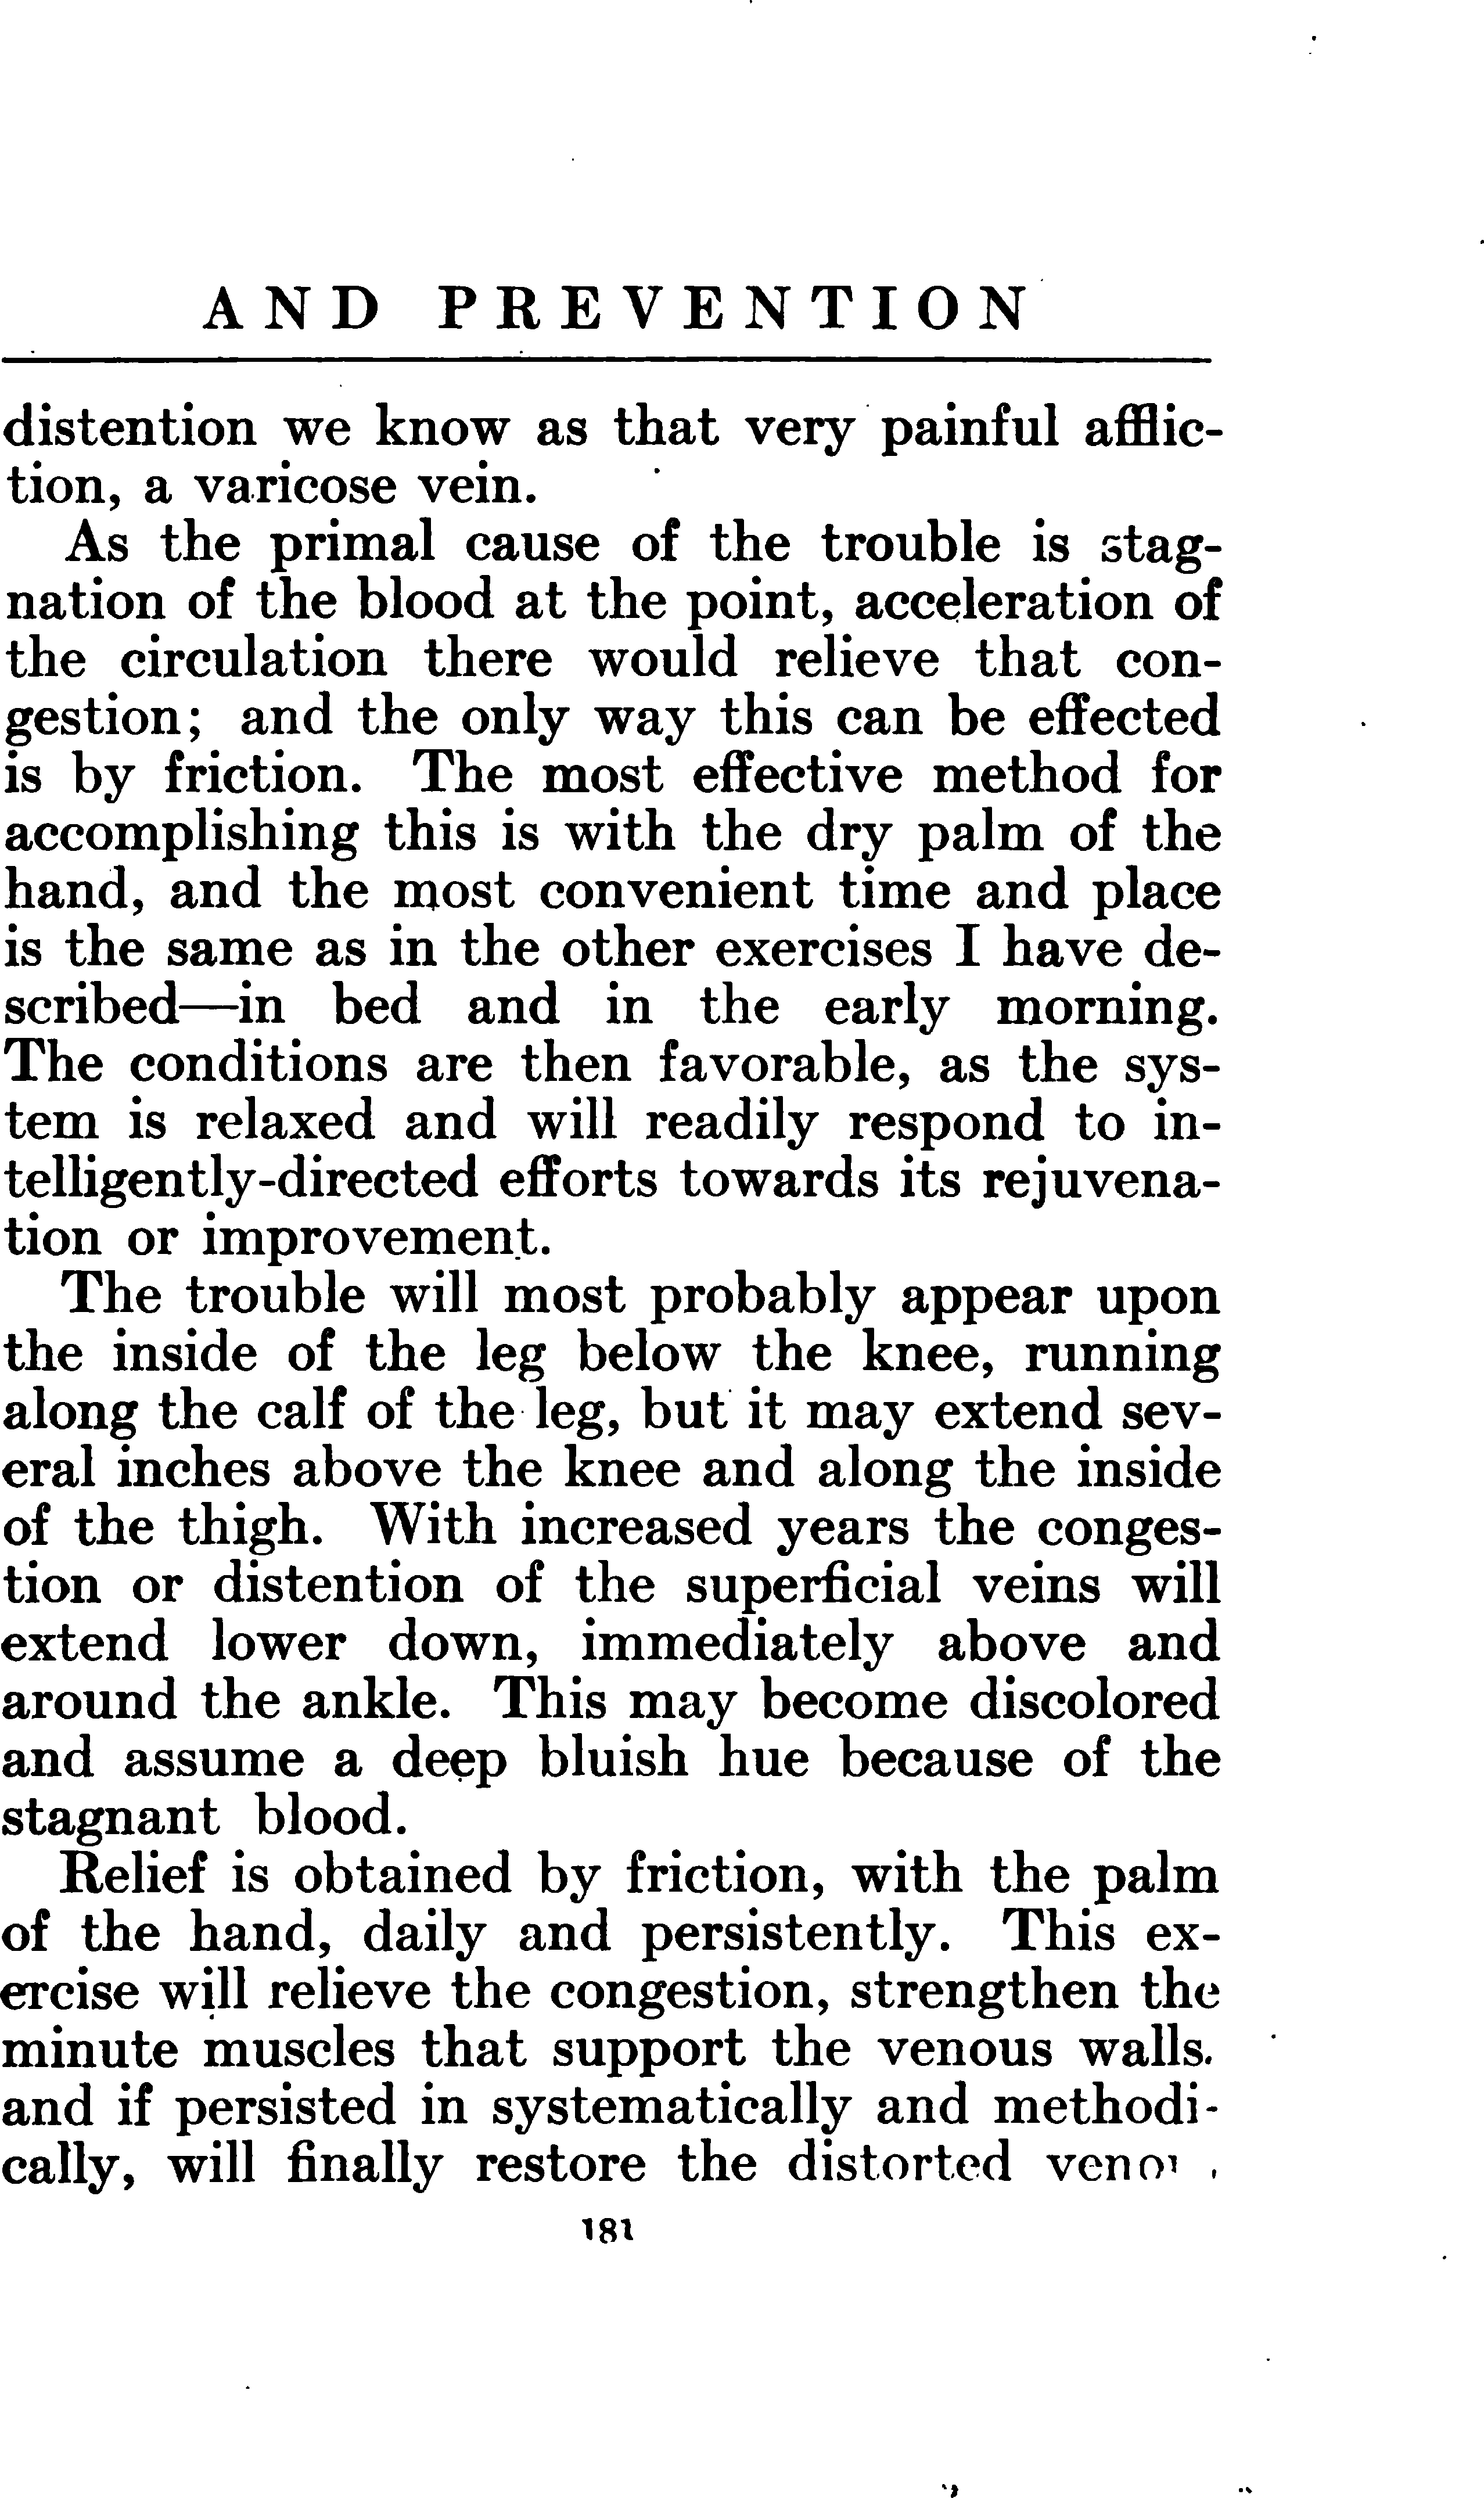 AND PREVENTION
distention we know as that very painful afflic-
tion, a varicose vein.
As the primal cause of the trouble is stag-
nation of the blood at the point, acceleration of
the circulation there would relieve that con-
gestion; and the only way this can be effected
is by friction. The most effective method for
accomplishing this is with the dry palm of the
hand, and the most convenient time and place
is the same as in the other exercises I have de-
scribed—in bed and in the early morning.
The conditions are then favorable, as the sys-
tem is relaxed and will readily respond to in-
telligently-directed efforts towards its rejuvena-
tion or improvement.
The trouble will most probably appear upon
the inside of the leg below the knee, running
along the calf of the leg, but it may extend sev-
eral inches above the knee and along the inside
of the thigh. With increased years the conges-
tion or distention of the superficial veins will
extend lower down, immediately above and
around the ankle. This may become discolored
and assume a deep bluish hue because of the
stagnant blood.
Relief is obtained by friction, with the palm
of the hand, daily and persistently. This ex-
ercise will relieve the congestion, strengthen the
minute muscles that support the venous walls.
and if persisted in systematically and methodi-
cally, will finally restore the distorted
181